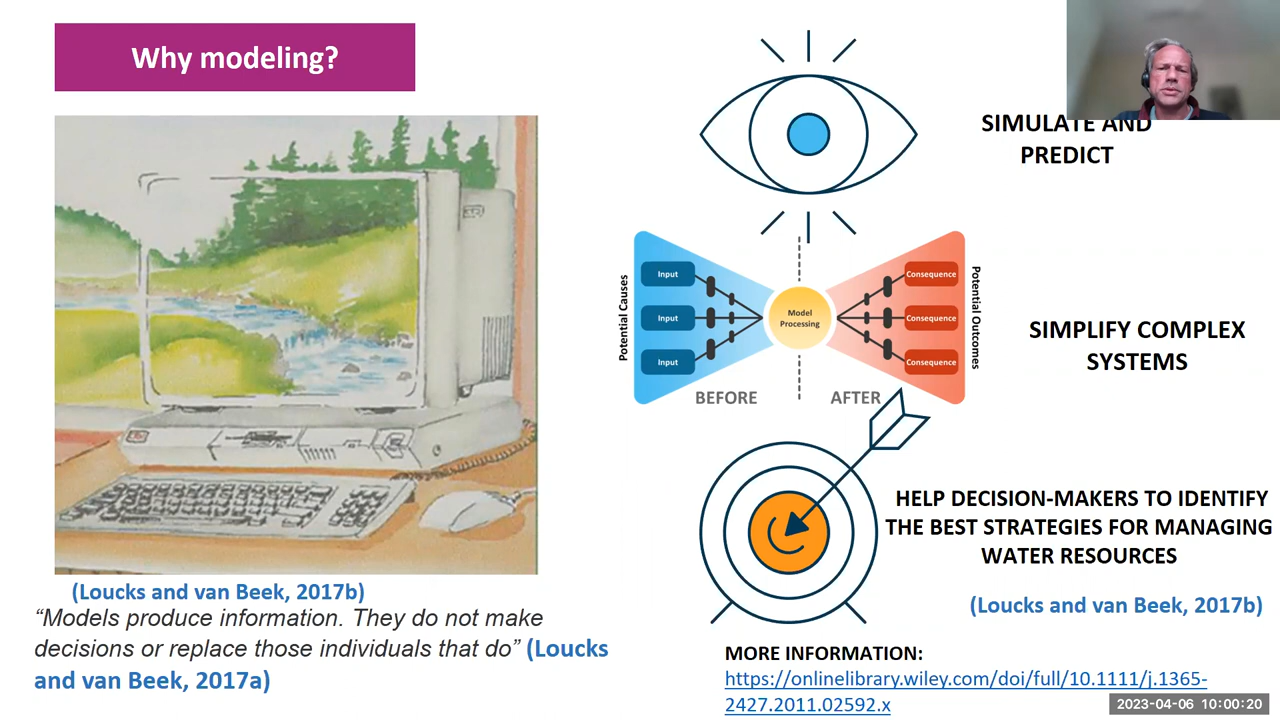 Why modeling?
SIMULATE AND
PREDICT
Potential Causes
Input
Input
Input
Model
Processing
Consequence
Consequence
Consequence
Potential Outcomes
BEFORE
AFTER
SIMPLIFY COMPLEX
SYSTEMS
HELP DECISION-MAKERS TO IDENTIFY
THE BEST STRATEGIES FOR MANAGING
WATER RESOURCES
(Loucks and van Beek, 2017b)
(Loucks and van Beek, 2017b)
“Models produce information. They do not make
decisions or replace those individuals that do” (Loucks
and van Beek, 2017a)
MORE INFORMATION:
https://onlinelibrary.wiley.com/doi/full/10.1111/j.1365-
2427.2011.02592.x
2023-04-06 10:00:20